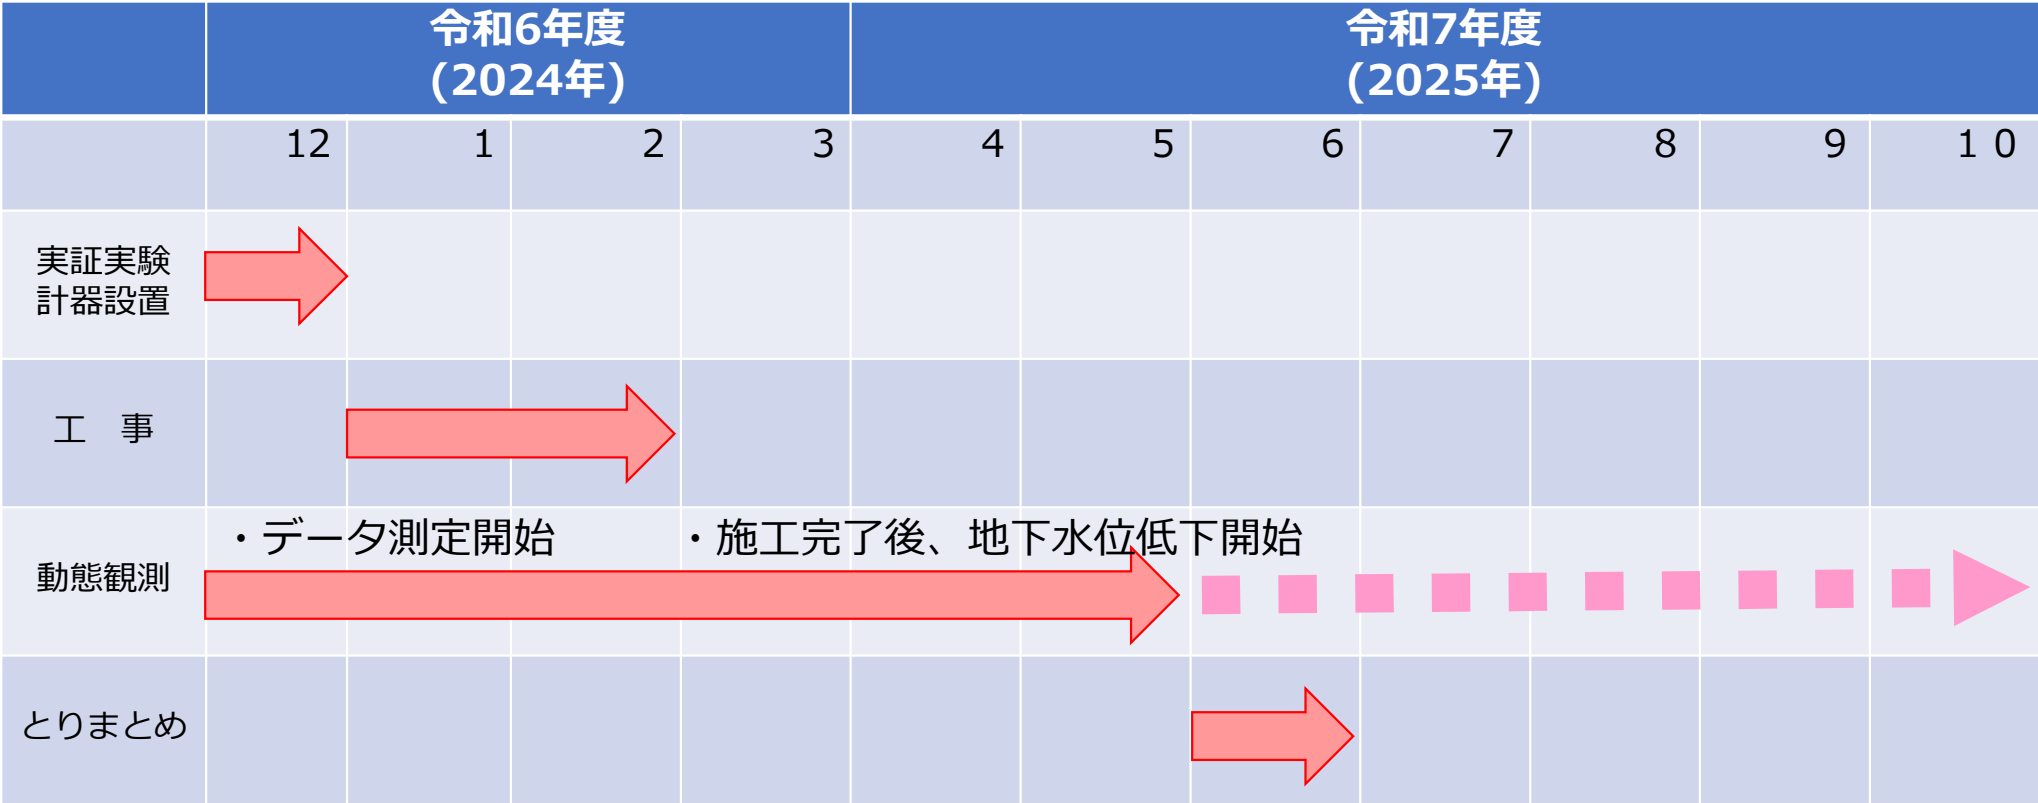 令和6年度
(2024年)
令和7年度
(2025年)
12 1 2 3 4 5 6 7 8 9 １０
実証実験
計器設置
工　事
・データ測定開始
・施工完了後、地下水位低下開始
動態観測
とりまとめ